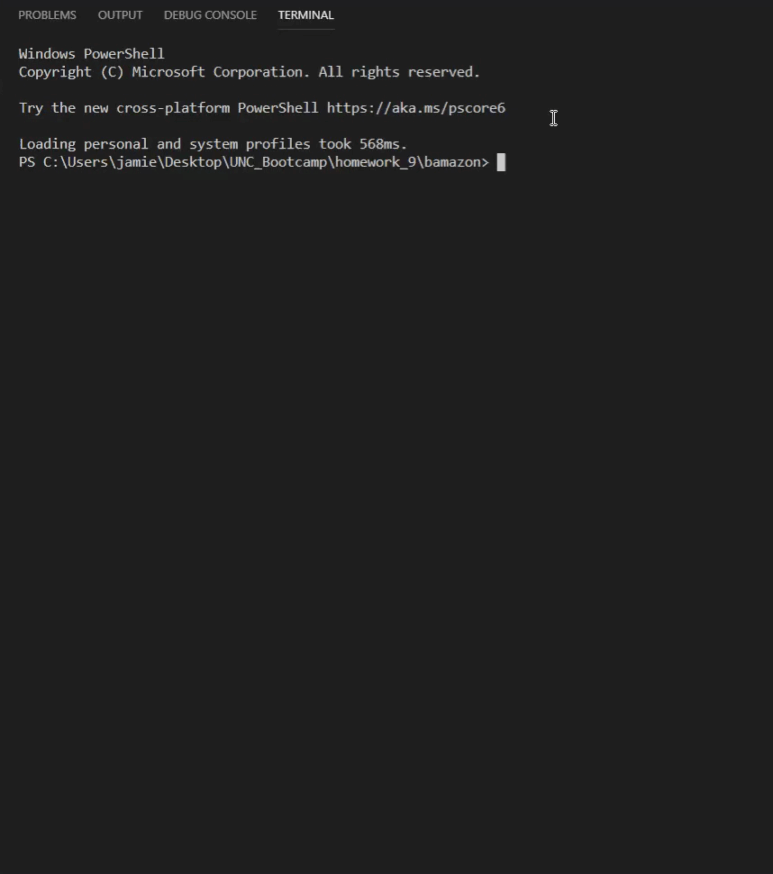 PROBLEMS OUTPUT DEBUG CONSOLE TERMINAL
Windows PowerShell
Copyright (C) Microsoft Corporation. All rights reserved.
Try the new cross-platform PowerShell https://aka.ms/pscore6
Loading personal and system profiles took 568ms.
PS C:\Users\jamie\Desktop\UNC_Bootcamp\homework_9\bamazon>